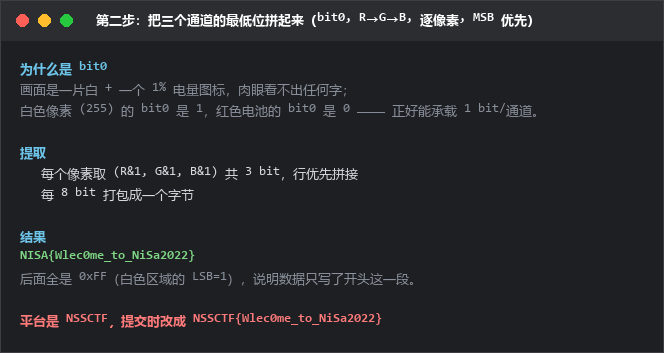 第二步：把三个通道的最低位拼起来（bit0, R→G→B, 逐像素, MSB 优先）
为什么是 bit0
画面是一片白 + 一个 1% 电量图标，肉眼看不出任何字；
白色像素 (255) 的 bit0 是 1，红色电池的 bit0 是 0 —— 正好能承载 1 bit/通道。
提取
每个像素取 (R&1, G&1, B&1) 共 3 bit，行优先拼接
每 8 bit 打包成一个字节
结果
NISA{Wlec0me_to_NiSa2022}
后面全是 0xFF（白色区域的 LSB=1），说明数据只写了开头这一段。
平台是 NSSCTF，提交时改成 NSSCTF{Wlec0me_to_NiSa2022}